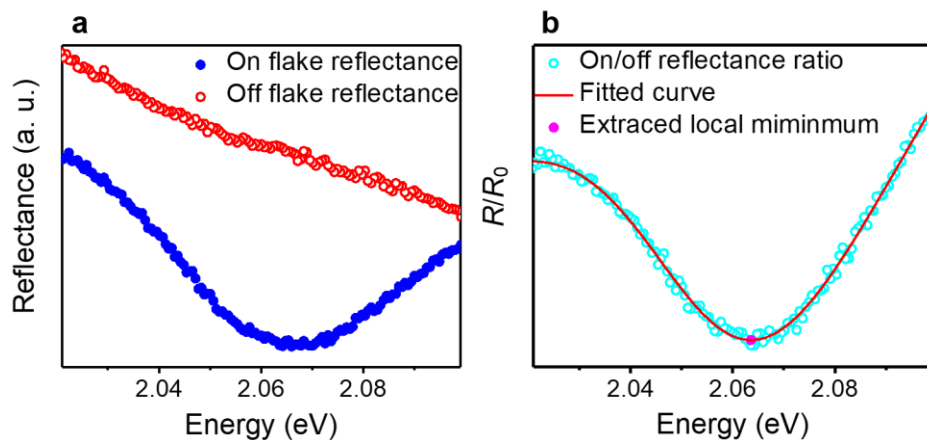 a
On flake reflectance
Off flake reflectance
Reflectance (a. u.)
2.04
2.06
2.08
Energy (eV)
b
On/off reflectance ratio
Fitted curve
Extraced local miminmum
R/R0
2.04
2.06
2.08
Energy (eV)